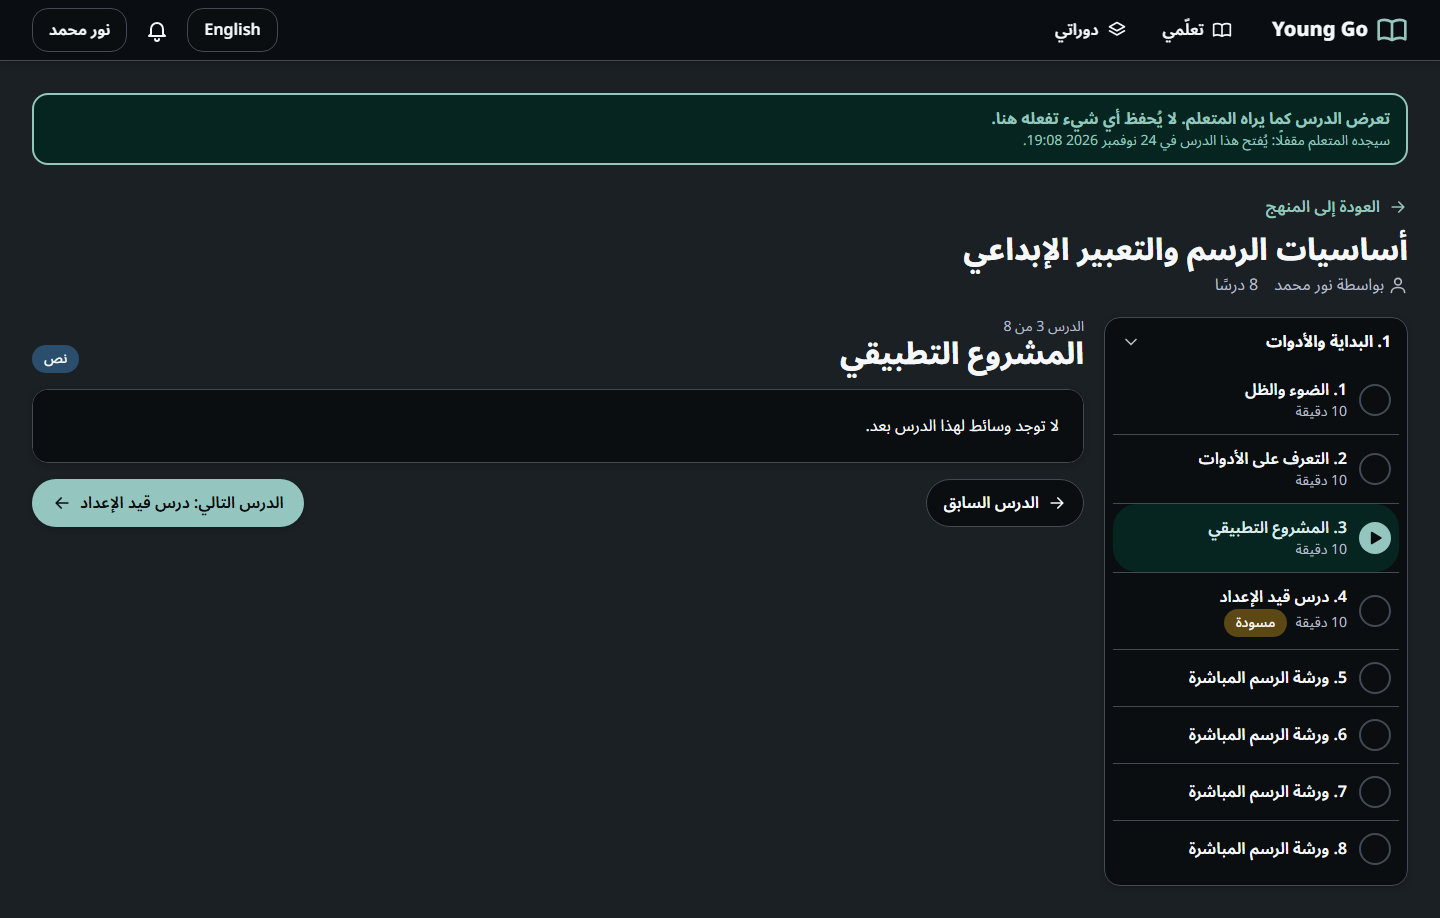 Young Go
تعلّمي
دوراتي
English
نور محمد
تعرض الدرس كما يراه المتعلم. لا يُحفظ أي شيء تفعله هنا.
سيجده المتعلم مقفلًا: يُفتح هذا الدرس في 24 نوفمبر 2026 19:08.
العودة إلى المنهج
أساسيات الرسم والتعبير الإبداعي
بواسطة نور محمد 8 درسًا
1. البداية والأدوات
1. الضوء والظل
10 دقيقة
2. التعرف على الأدوات
10 دقيقة
3. المشروع التطبيقي
10 دقيقة
4. درس قيد الإعداد
10 دقيقة مسودة
5. ورشة الرسم المباشرة
6. ورشة الرسم المباشرة
7. ورشة الرسم المباشرة
8. ورشة الرسم المباشرة
الدرس 3 من 8
المشروع التطبيقي
نص
لا توجد وسائط لهذا الدرس بعد.
الدرس السابق
الدرس التالي: درس قيد الإعداد